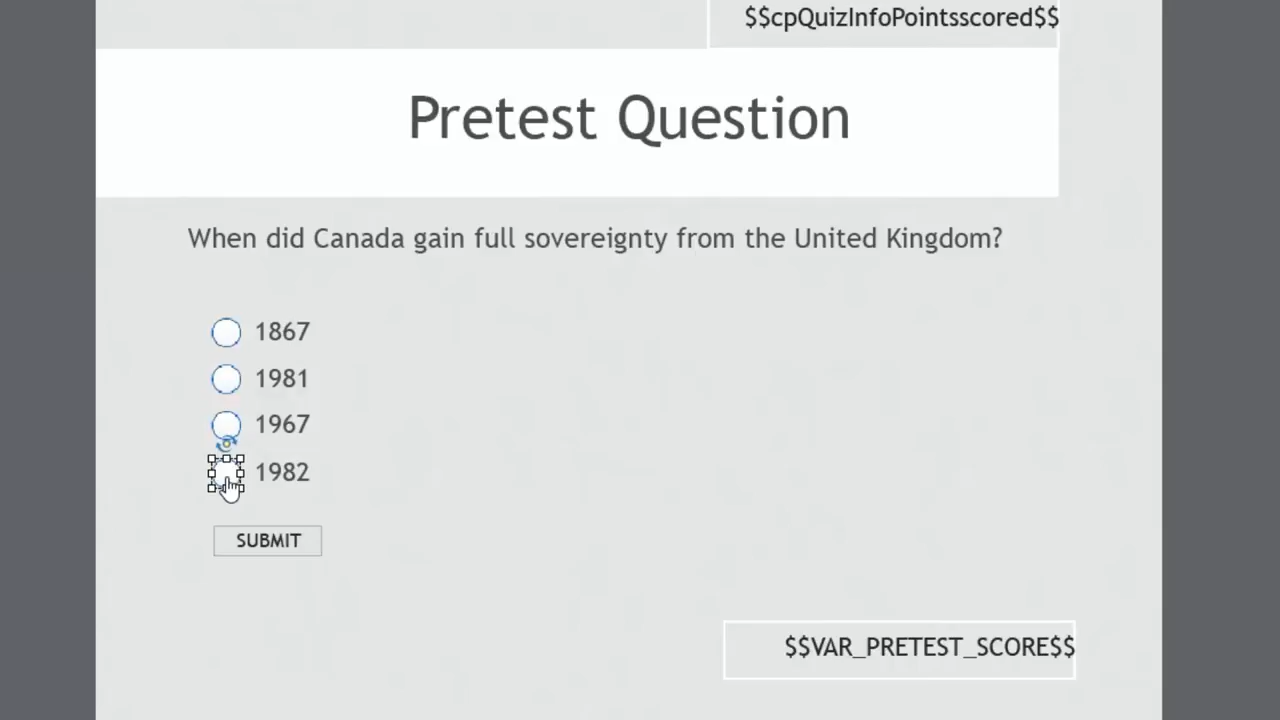 $$cpQuizInfoPointsscored$$
Pretest Question
When did Canada gain full sovereignty from the United Kingdom?
1867
1981
1967
1982
SUBMIT
$$VAR_PRETEST_SCORE$$